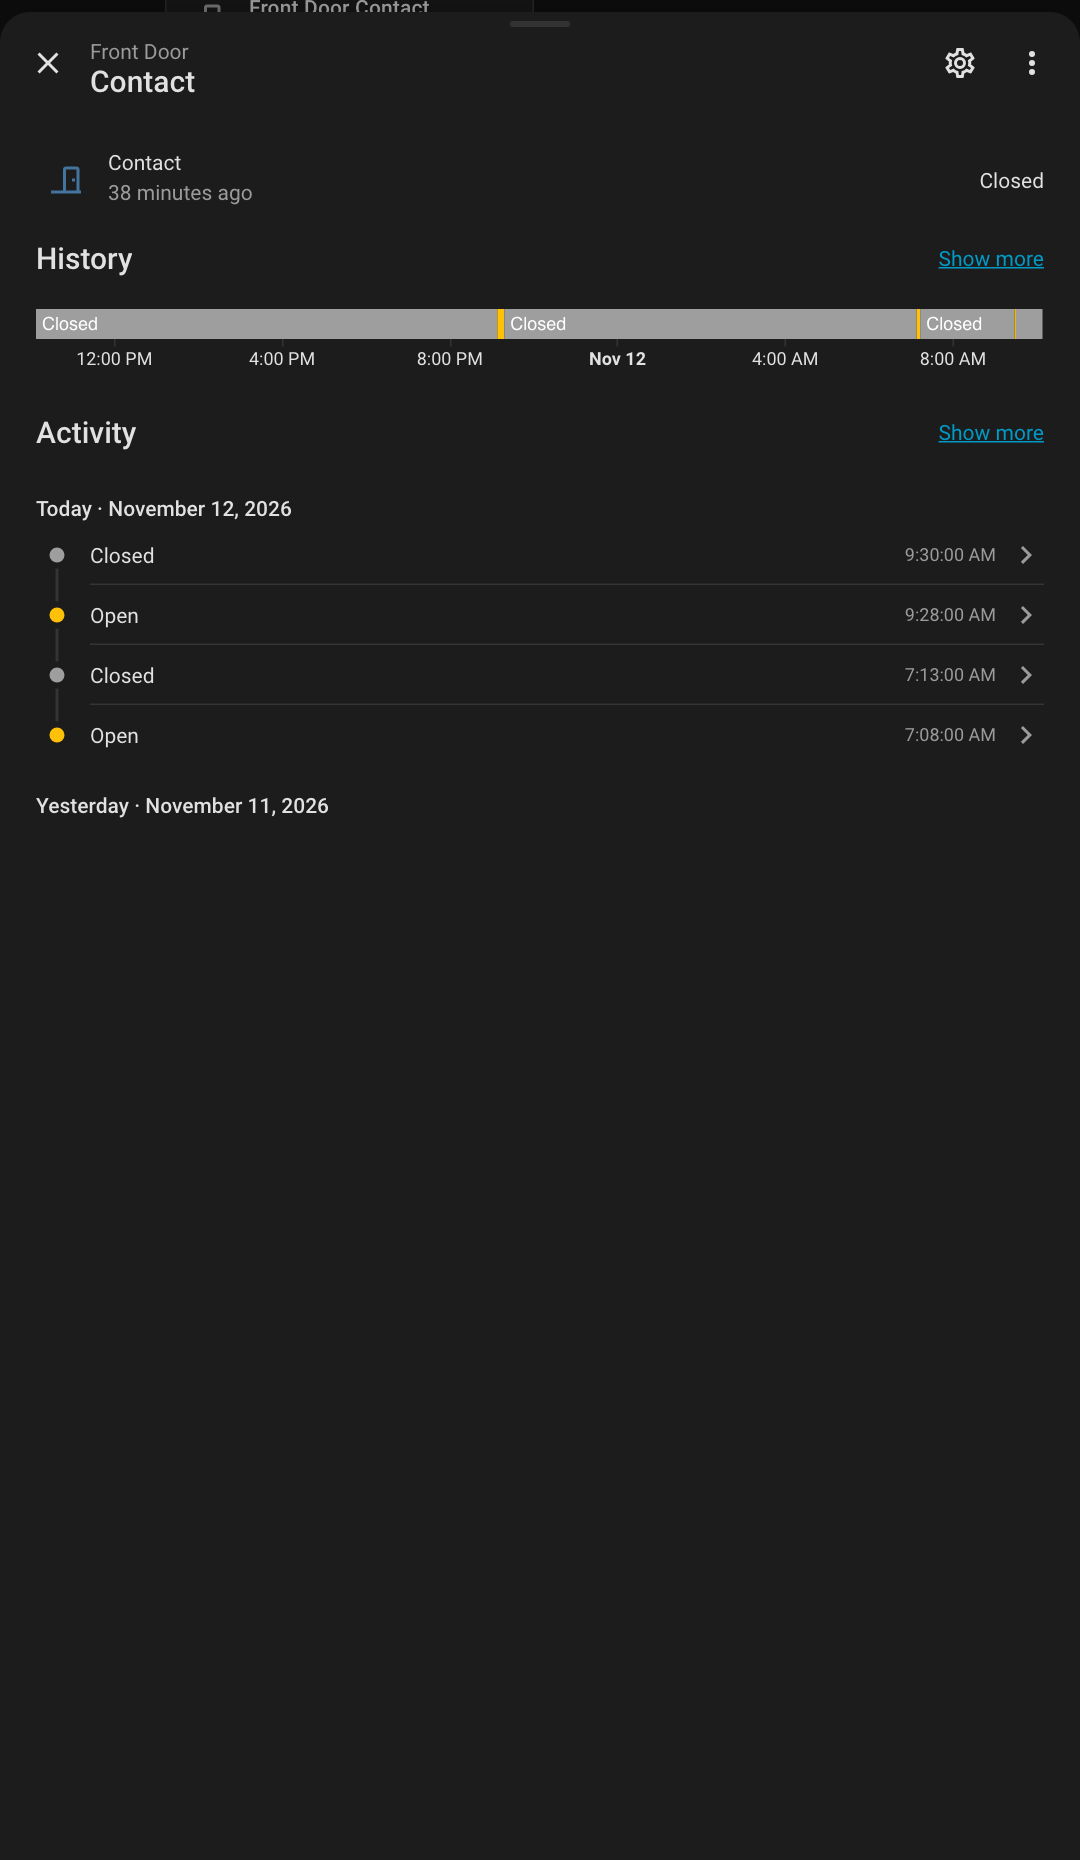 Front Door Contact
Front Door
Contact
Contact
38 minutes ago
Closed
History
Show more
Closed
Closed
Closed
12:00 PM
4:00 PM
8:00 PM
Nov 12
4:00 AM
8:00 AM
Activity
Show more
Today · November 12, 2026
Closed
9:30:00 AM
Open
9:28:00 AM
Closed
7:13:00 AM
Open
7:08:00 AM
Yesterday · November 11, 2026